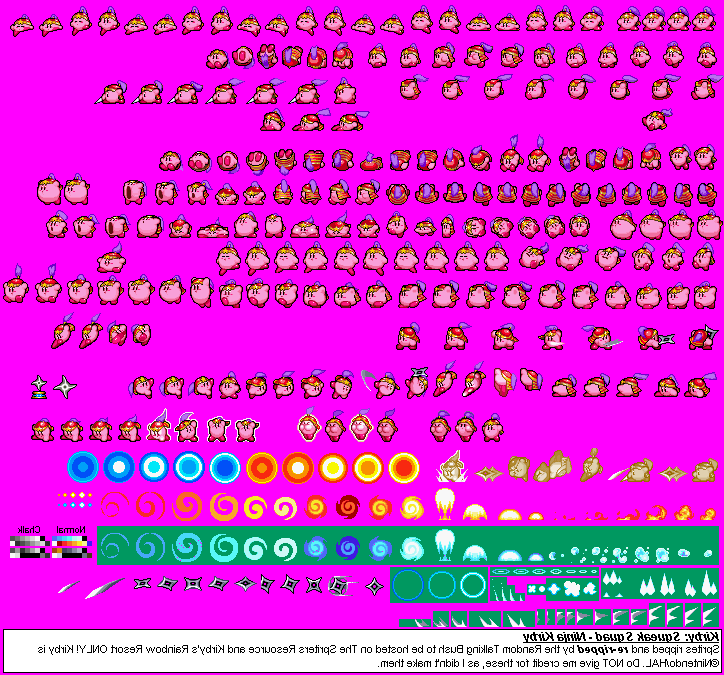 Normal
Chalk
Kirby: Squeak Squad - Ninja Kirby
Sprites ripped and re-ripped by the Random Talking Bush to be hosted on The Spriters Resource and Kirby's Rainbow Resort ONLY! Kirby is
©Nintendo/HAL. Do NOT give me credit for these, as I didn't make them.